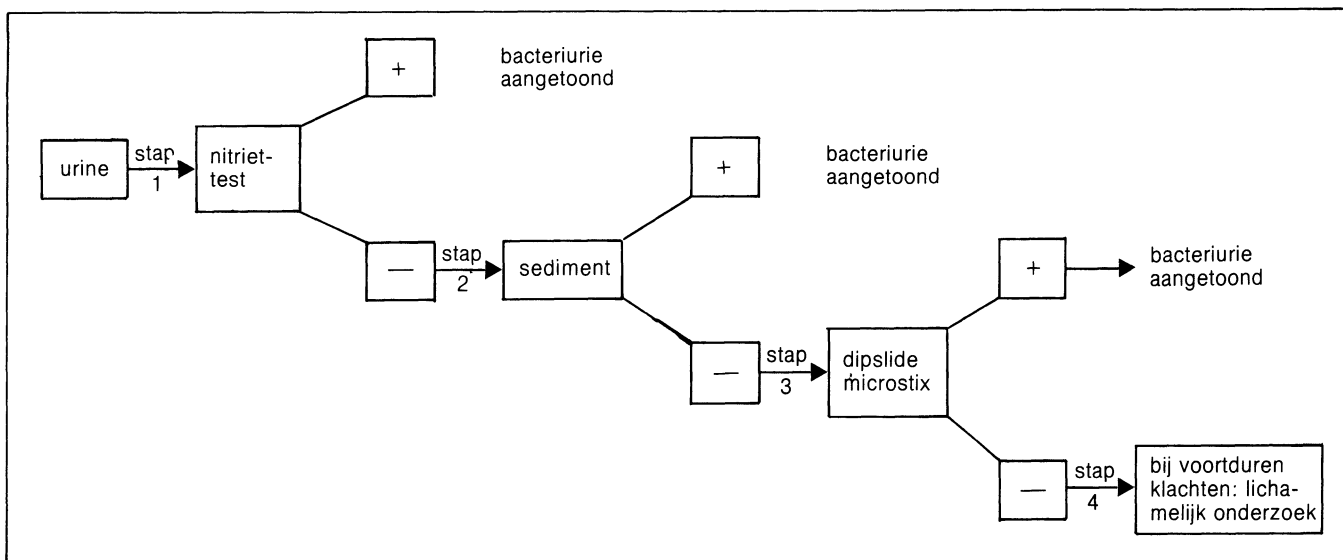 +
bacteriurie
aangetoond
urine
stap
1
nitriet-
test
+
bacteriurie
aangetoond
—
stap
2
sediment
+
bacteriurie
aangetoond
—
stap
3
dipslide
microstix
—
stap
4
bij voortduren
klachten: licha-
melijk onderzoek